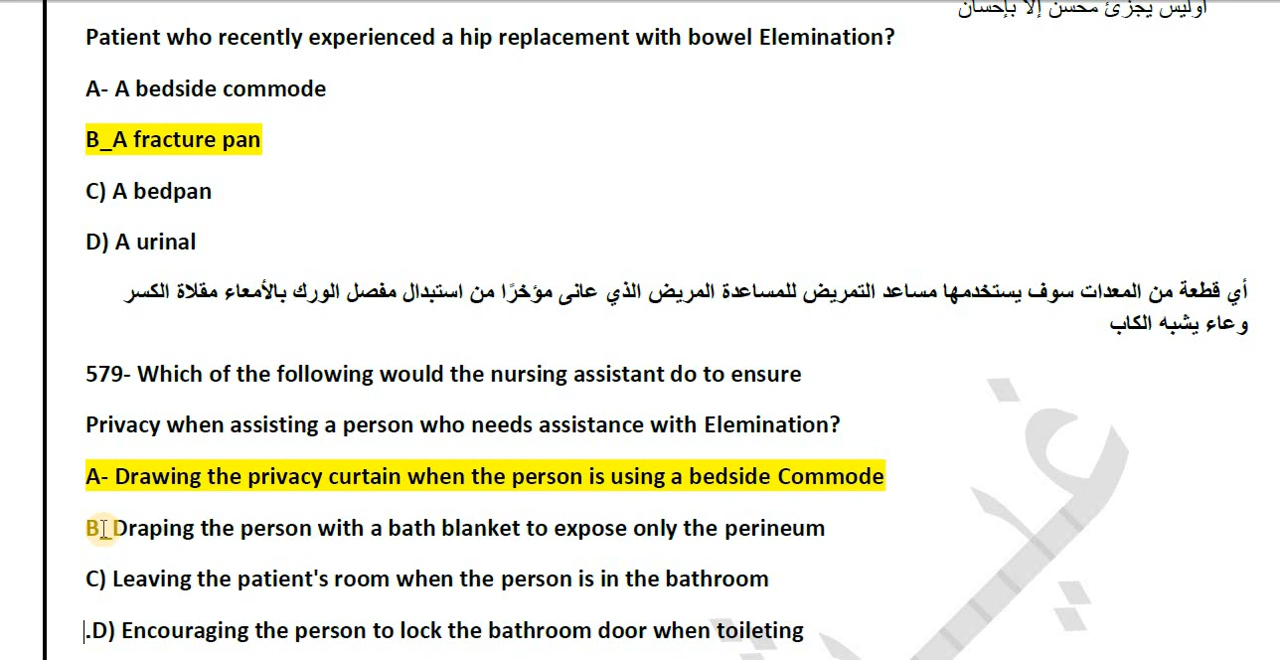 أوليس يجزئ محسن إلا بإحسان
Patient who recently experienced a hip replacement with bowel Elemination?
A- A bedside commode
B_A fracture pan
C) A bedpan
D) A urinal
أي قطعة من المعدات سوف يستخدمها مساعد التمريض للمساعدة المريض الذي عانى مؤخرًا من استبدال مفصل الورك بالأمعاء مقلاة الكسر
وعاء يشبه الكاب
579- Which of the following would the nursing assistant do to ensure
Privacy when assisting a person who needs assistance with Elemination?
A- Drawing the privacy curtain when the person is using a bedside Commode
B_Draping the person with a bath blanket to expose only the perineum
C) Leaving the patient's room when the person is in the bathroom
.D) Encouraging the person to lock the bathroom door when toileting